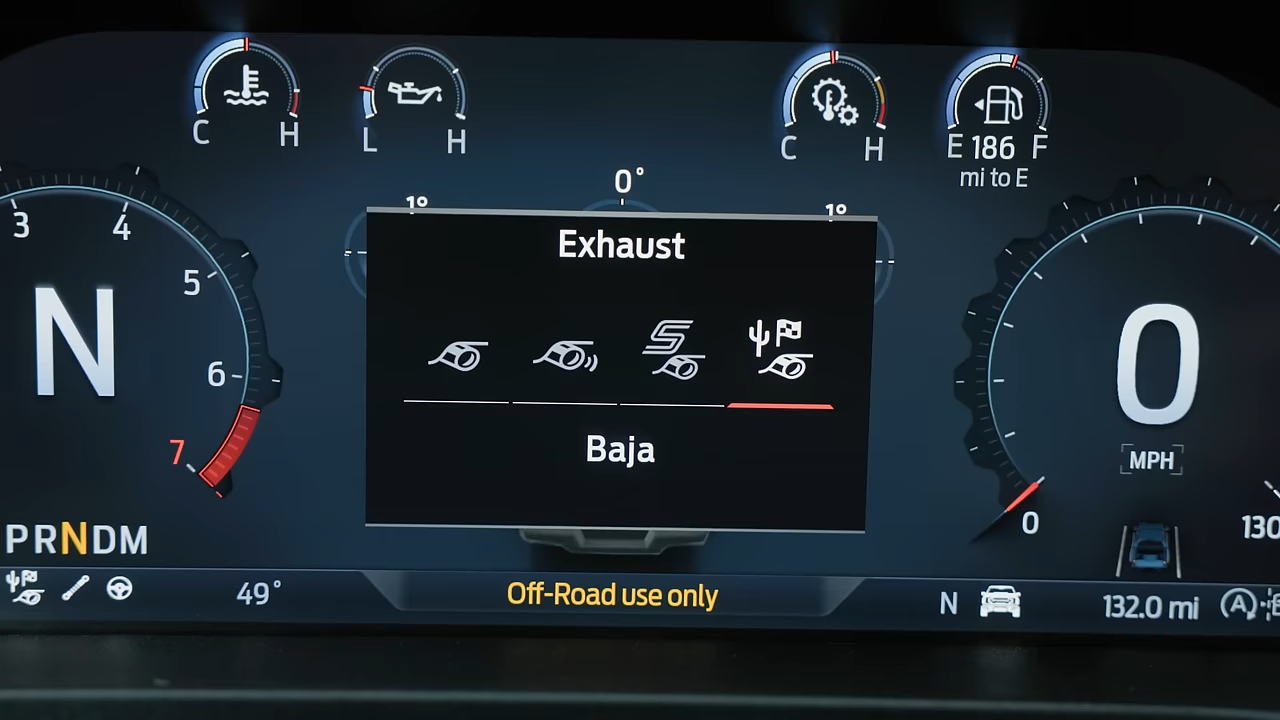 C H
L H
C H
E 186 F
mi to E
0°
1° 1°
3 4 5 6 7
N
Exhaust
S
Baja
0
MPH
0 130
PRNDM
49°
Off-Road use only
N
132.0 mi
A